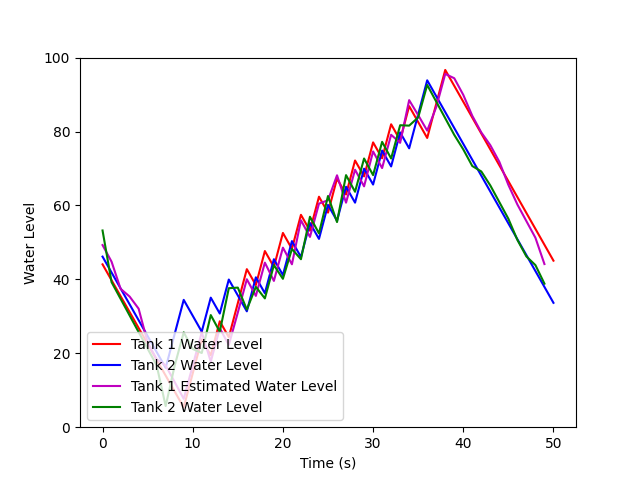 100
80
60
40
20
0
Water Level
Tank 1 Water Level
Tank 2 Water Level
Tank 1 Estimated Water Level
Tank 2 Water Level
0 10 20 30 40 50
Time (s)